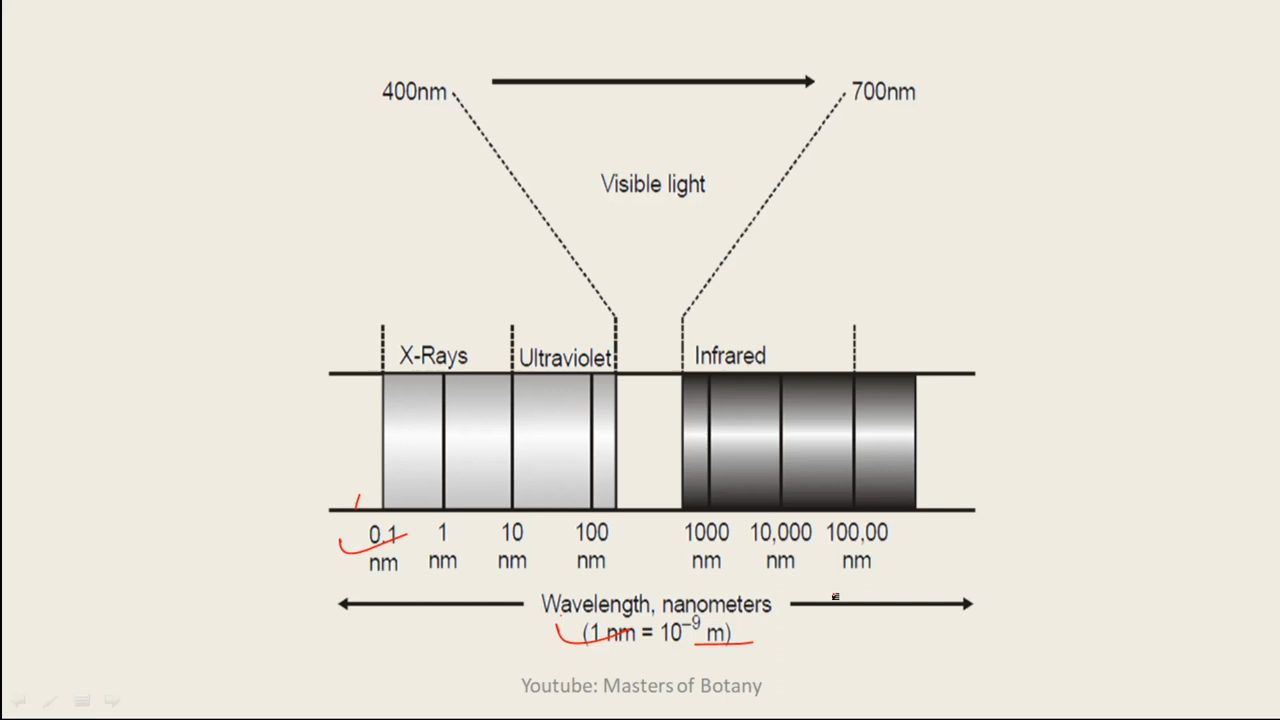 400nm 700nm
Visible light
X-Rays Ultraviolet Infrared
0.1 1 10 100 1000 10,000 100,00
nm nm nm nm nm nm nm
Wavelength, nanometers
(1 nm = 10⁻⁹ m)
Youtube: Masters of Botany